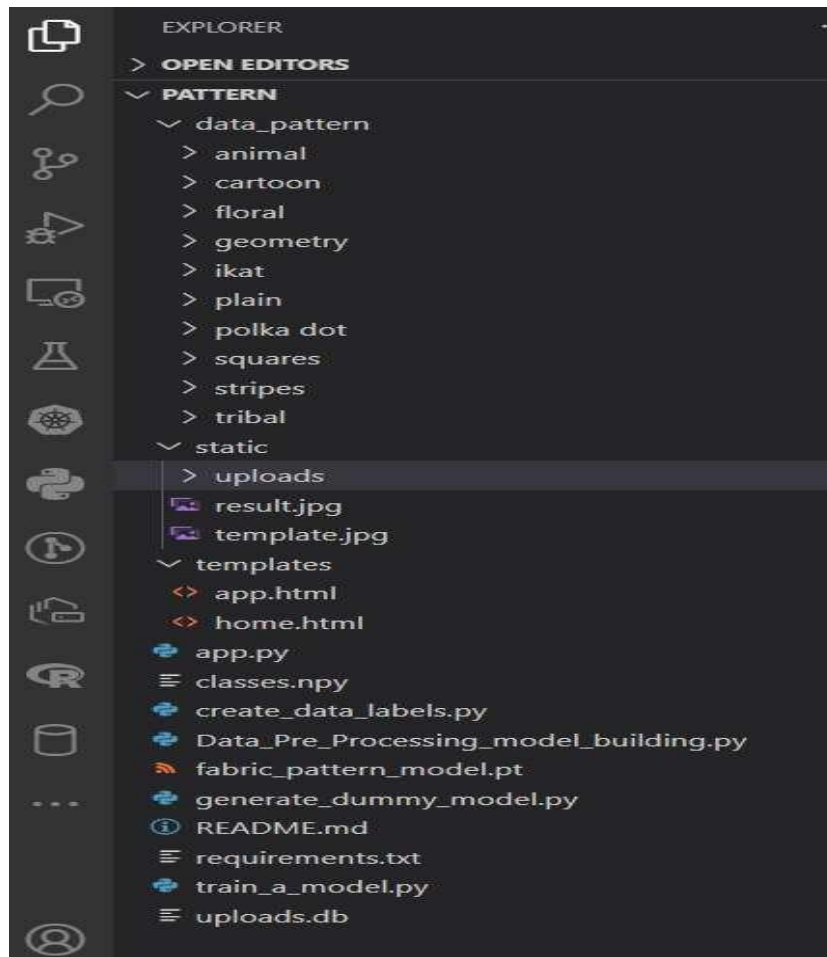 EXPLORER
OPEN EDITORS
PATTERN
data_pattern
animal
cartoon
floral
geometry
ikat
plain
polka dot
squares
stripes
tribal
static
uploads
result.jpg
template.jpg
templates
app.html
home.html
app.py
classes.npy
create_data_labels.py
Data_Pre_Processing_model_building.py
fabric_pattern_model.pt
generate_dummy_model.py
README.md
requirements.txt
train_a_model.py
uploads.db